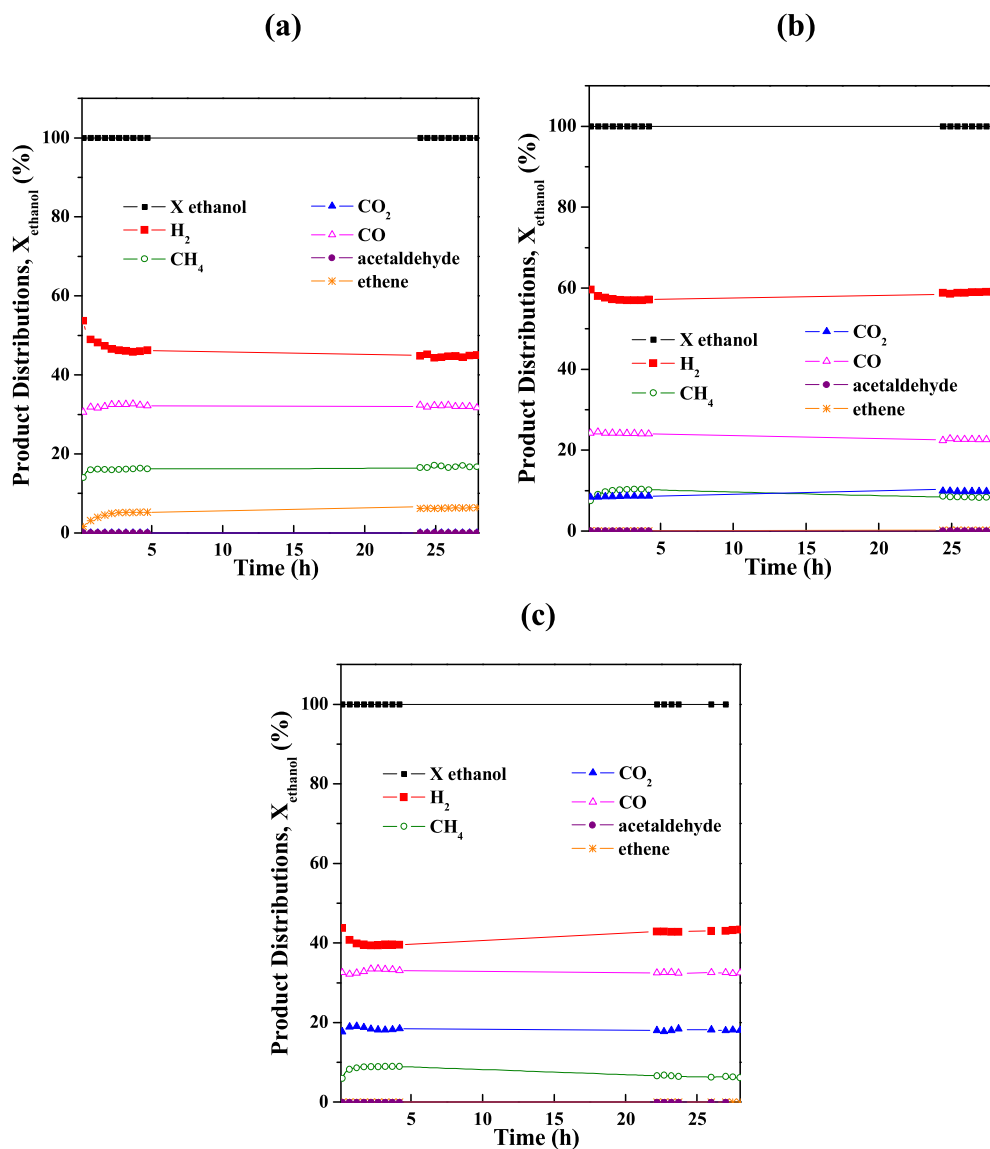 (a)
Product Distributions, X_ethanol (%)
100
80
60
40
20
0
X ethanol
H2
CH4
CO2
CO
acetaldehyde
ethene
5
10
15
20
25
Time (h)
(b)
Product Distributions, X_ethanol (%)
100
80
60
40
20
0
X ethanol
H2
CH4
CO2
CO
acetaldehyde
ethene
5
10
15
20
25
Time (h)
(c)
Product Distributions, X_ethanol (%)
100
80
60
40
20
0
X ethanol
H2
CH4
CO2
CO
acetaldehyde
ethene
5
10
15
20
25
Time (h)